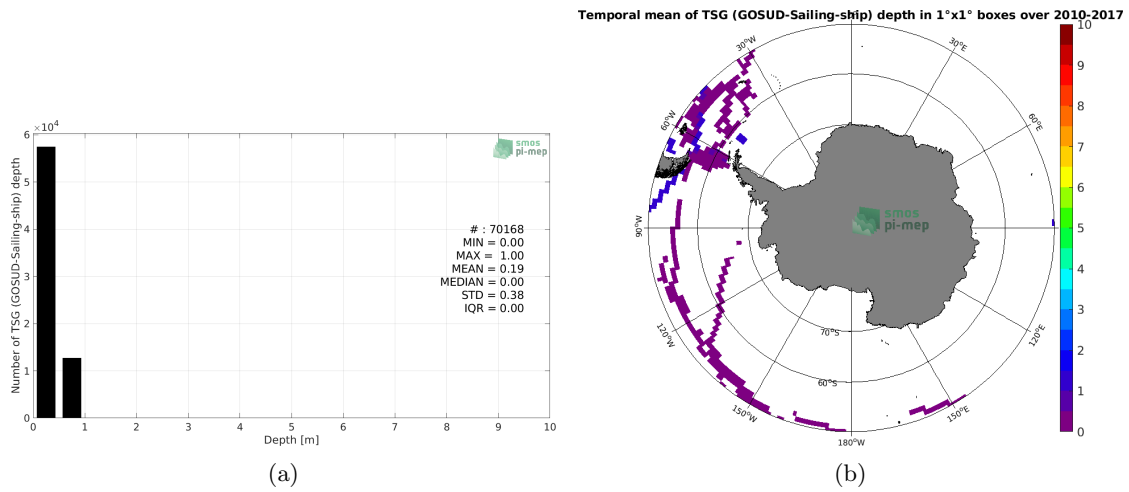 Temporal mean of TSG (GOSUD-Sailing-ship) depth in 1°x1° boxes over 2010-2017
×10⁴
6
5
4
3
2
1
0
Number of TSG (GOSUD-Sailing-ship) depth
smos
pi-mep
# : 70168
MIN = 0.00
MAX = 1.00
MEAN = 0.19
MEDIAN = 0.00
STD = 0.38
IQR = 0.00
0 1 2 3 4 5 6 7 8 9 10
Depth [m]
(a)
30°W
30°E
60°W
60°E
90°W
120°W
120°E
150°W
150°E
180°W
70°S
60°S
smos
pi-mep
10
9
8
7
6
5
4
3
2
1
0
(b)